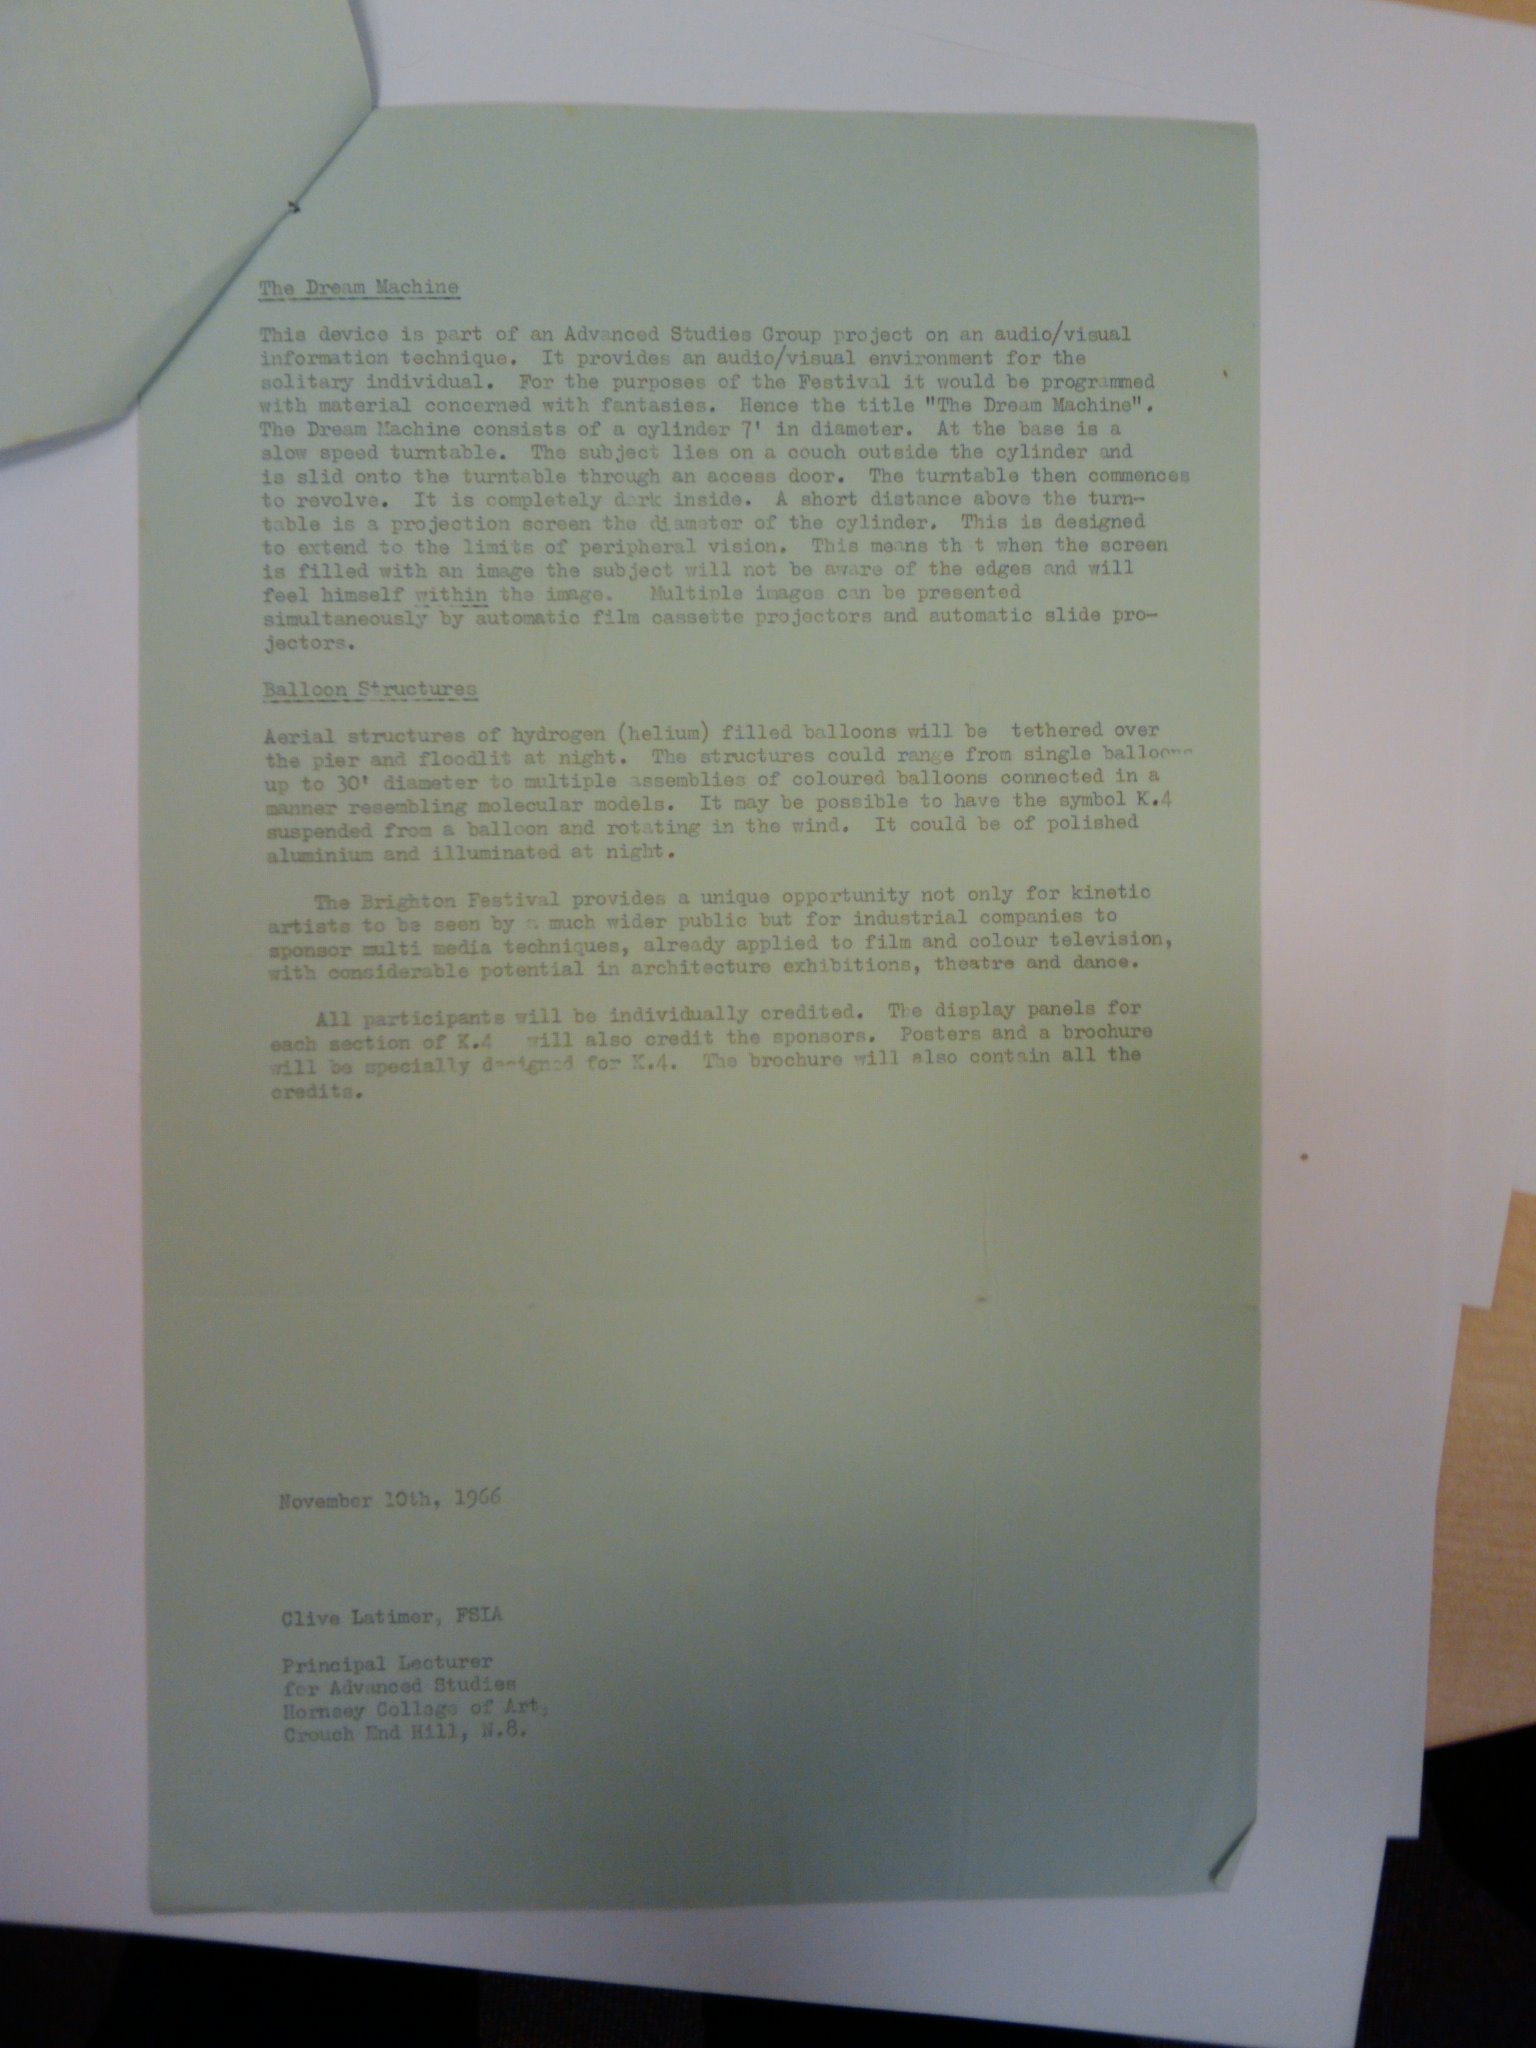 The Dream Machine
This device is part of an Advanced Studies Group project on an audio/visual
information technique. It provides an audio/visual environment for the
solitary individual. For the purposes of the Festival it would be programmed
with material concerned with fantasies. Hence the title "The Dream Machine".
The Dream Machine consists of a cylinder 7' in diameter. At the base is a
slow speed turntable. The subject lies on a couch outside the cylinder and
is slid onto the turntable through an access door. The turntable then commences
to revolve. It is completely dark inside. A short distance above the turn-
table is a projection screen the diameter of the cylinder. This is designed
to extend to the limits of peripheral vision. This means th t when the screen
is filled with an image the subject will not be aware of the edges and will
feel himself within the image. Multiple images can be presented
simultaneously by automatic film cassette projectors and automatic slide pro-
jectors.
Balloon Structures
Aerial structures of hydrogen (helium) filled balloons will be tethered over
the pier and floodlit at night. The structures could range from single balloons
up to 30' diameter to multiple assemblies of coloured balloons connected in a
manner resembling molecular models. It may be possible to have the symbol K.4
suspended from a balloon and rotating in the wind. It could be of polished
aluminium and illuminated at night.
The Brighton Festival provides a unique opportunity not only for kinetic
artists to be seen by a much wider public but for industrial companies to
sponsor multi media techniques, already applied to film and colour television,
with considerable potential in architecture exhibitions, theatre and dance.
All participants will be individually credited. The display panels for
each section of K.4 will also credit the sponsors. Posters and a brochure
will be specially designed for K.4. The brochure will also contain all the
credits.
November 10th, 1966
Clive Latimer, FSIA
Principal Lecturer
for Advanced Studies
Hornsey College of Art,
Crouch End Hill, N.8.